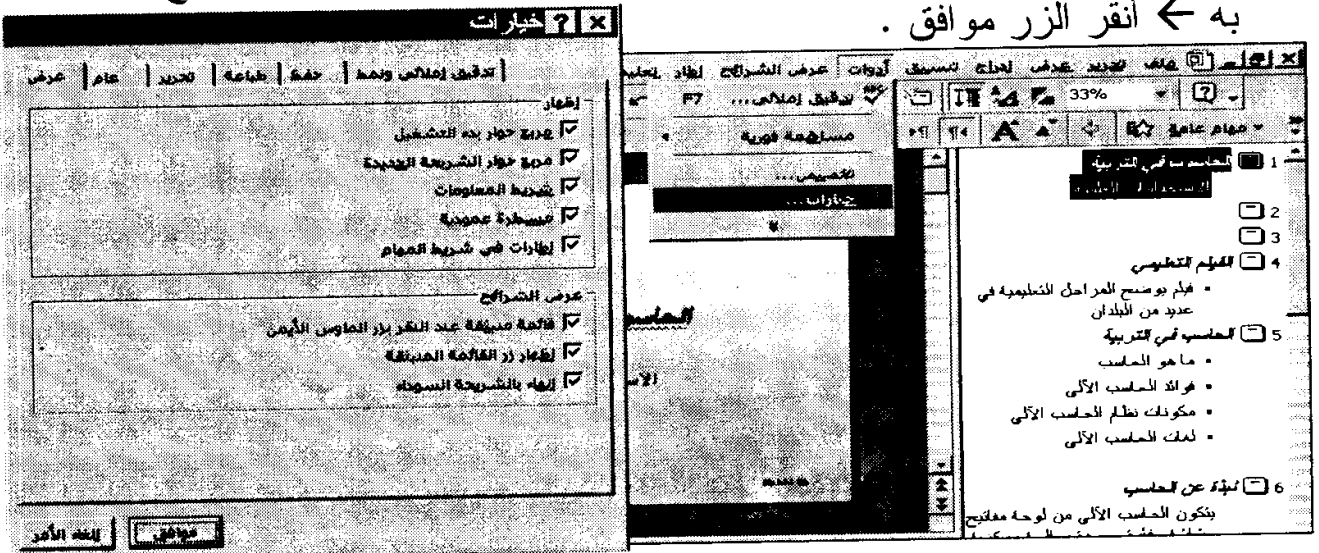 به ← أنقر الزر موافق .
خيارات
تدقيق إملائي ونمط
حفظ
طباعة
تحرير
عام
عرض
إظهار
مربع حوار بدء التشغيل
مربع حوار الشريحة الجديدة
شريط المعلومات
مسطرة عمودية
إطارات في شريط المهام
عرض الشرائح
قائمة منبثقة عند النقر بزر الماوس الأيمن
إظهار زر القائمة المنبثقة
إنهاء بالشريحة السوداء
موافق
إلغاء الأمر
ملف تحرير عرض إدراج تنسيق أدوات عرض الشرائح إطار تعليم
33%
مهام عامة
تدقيق إملائي... F7
مساهمة فورية
تخصيص...
خيارات...
1 الحاسب في التربية
2
3
4 الفيلم التعليمي
• فيلم يوضح المراحل التعليمية في
عديد من البلدان
5 الحاسب في التربية
• ما هو الحاسب
• فوائد الحاسب الآلي
• مكونات نظام الحاسب الآلي
• لغات الحاسب الآلي
6 نبذة عن الحاسب
يتكون الحاسب الآلي من لوحة مفاتيح